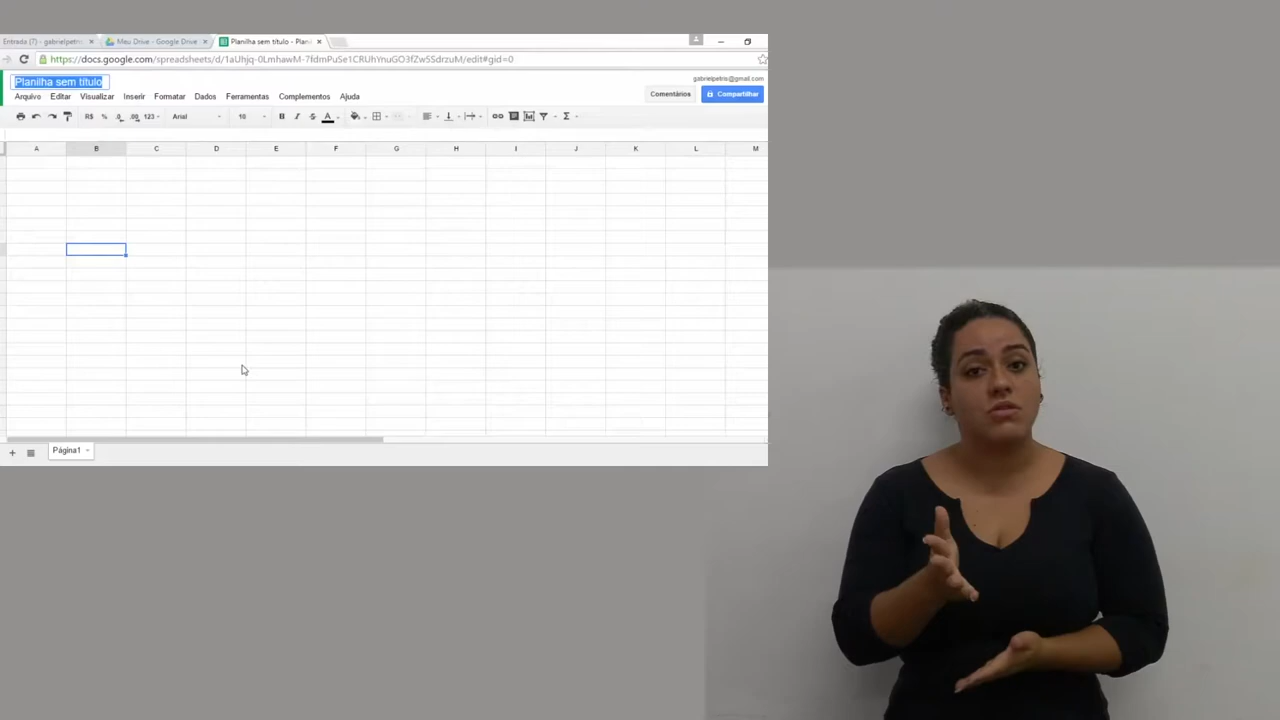 Entrada (7) - gabrielpetris Meu Drive - Google Drive Planilha sem título - Plan
https://docs.google.com/spreadsheets/d/1aUhjq-0LmhawM-7fdmPuSe1CRUhYnuGO3fZwSSdrzuM/edit#gid=0
Planilha sem título
gabrielpetris@gmail.com
Arquivo Editar Visualizar Inserir Formatar Dados Ferramentas Complementos Ajuda
Comentários Compartilhar
R$ % .0 .00 123 Arial 10 B I S A Σ
A B C D E F G H I J K L M
+ Página1